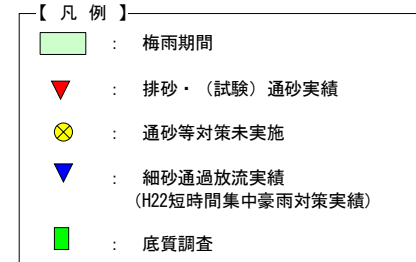 【 凡 例 】
： 梅雨期間
： 排砂・（試験）通砂実績
： 通砂等対策未実施
： 細砂通過放流実績
（H22短時間集中豪雨対策実績）
： 底質調査